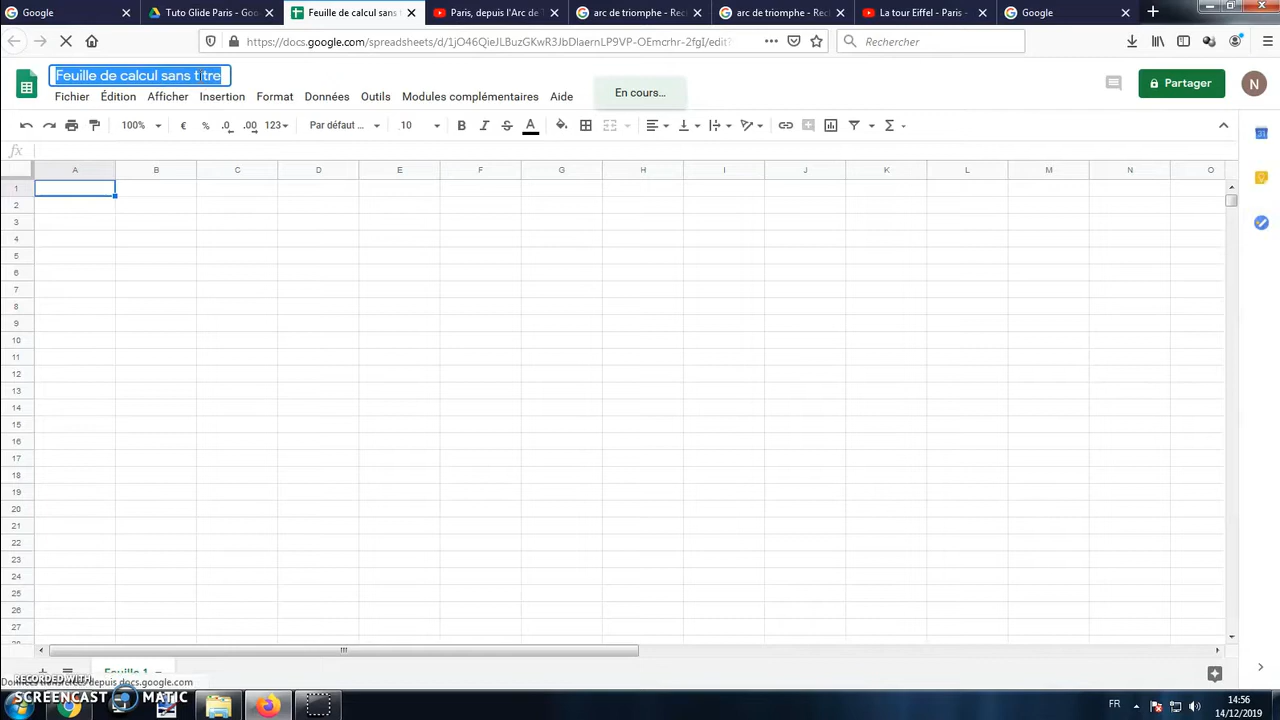 Google
Tuto Glide Paris - Goo
Feuille de calcul sans
Paris, depuis l'Arc de
arc de triomphe - Rec
arc de triomphe - Rec
La tour Eiffel - Paris
Google
https://docs.google.com/spreadsheets/d/1jO46QieJLBuzGKwR3JbDlaernLP9VP-OEmcrhr-2fgI/edit?
Rechercher
Feuille de calcul sans titre
Fichier Édition Afficher Insertion Format Données Outils Modules complémentaires Aide
En cours...
Partager
N
100% € % .0 .00 123 Par défaut ... 10 B I S A
fx
A B C D E F G H I J K L M N O
1
2
3
4
5
6
7
8
9
10
11
12
13
14
15
16
17
18
19
20
21
22
23
24
25
26
27
28
Feuille 1
Données transférées depuis docs.google.com
RECORDED WITH
SCREENCAST MATIC
FR
14:56
14/12/2019